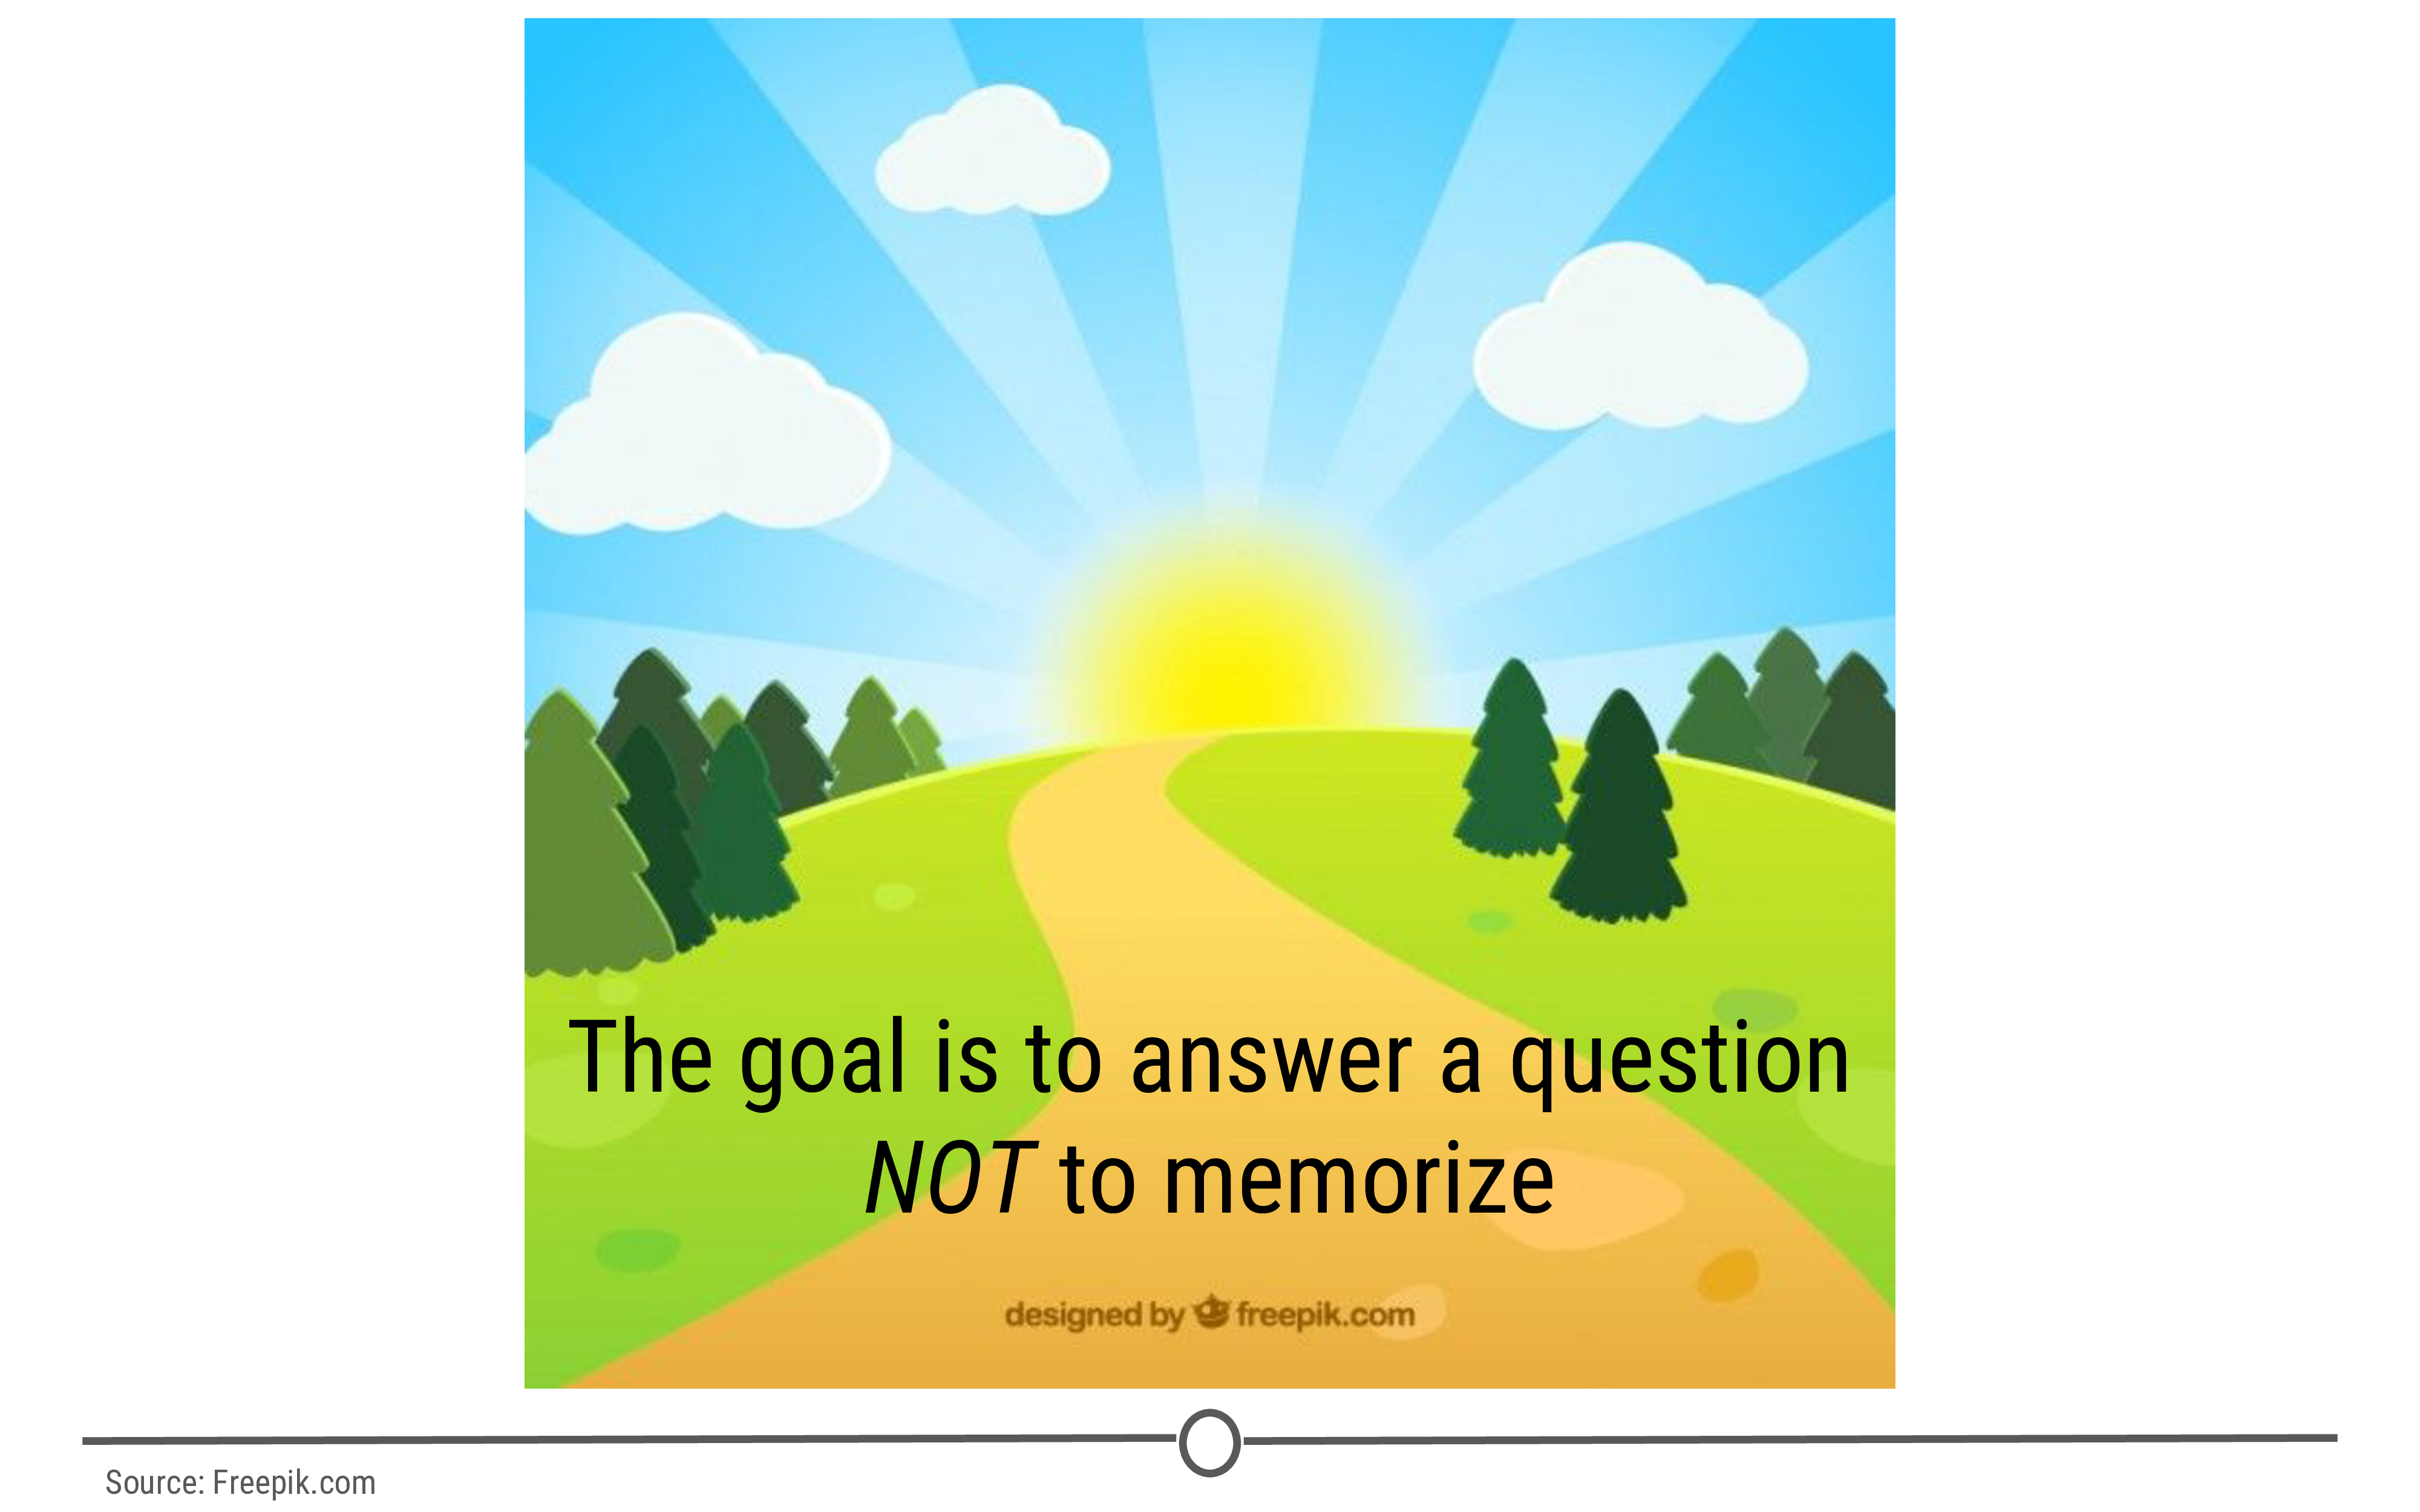 The goal is to answer a question
NOT to memorize
designed by freepik.com
Source: Freepik.com